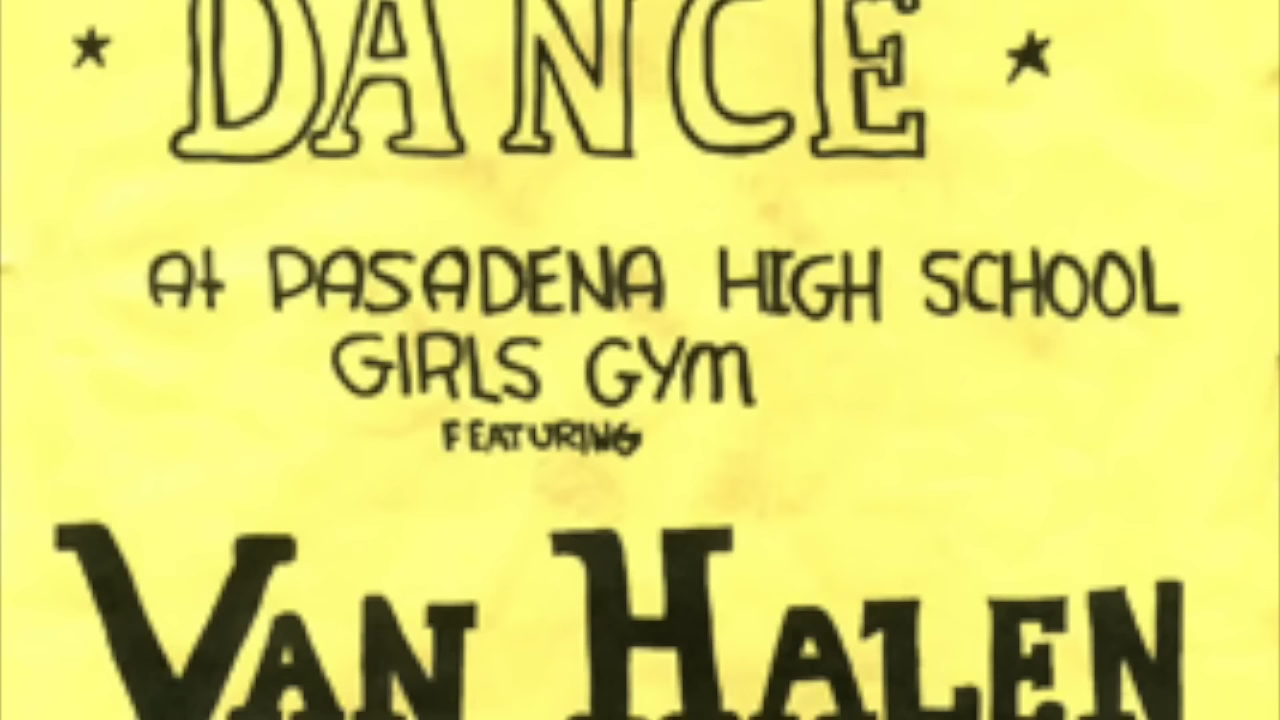 DANCE
At PASADENA HIGH SCHOOL
GIRLS GYM
FEATURING
VAN HALEN